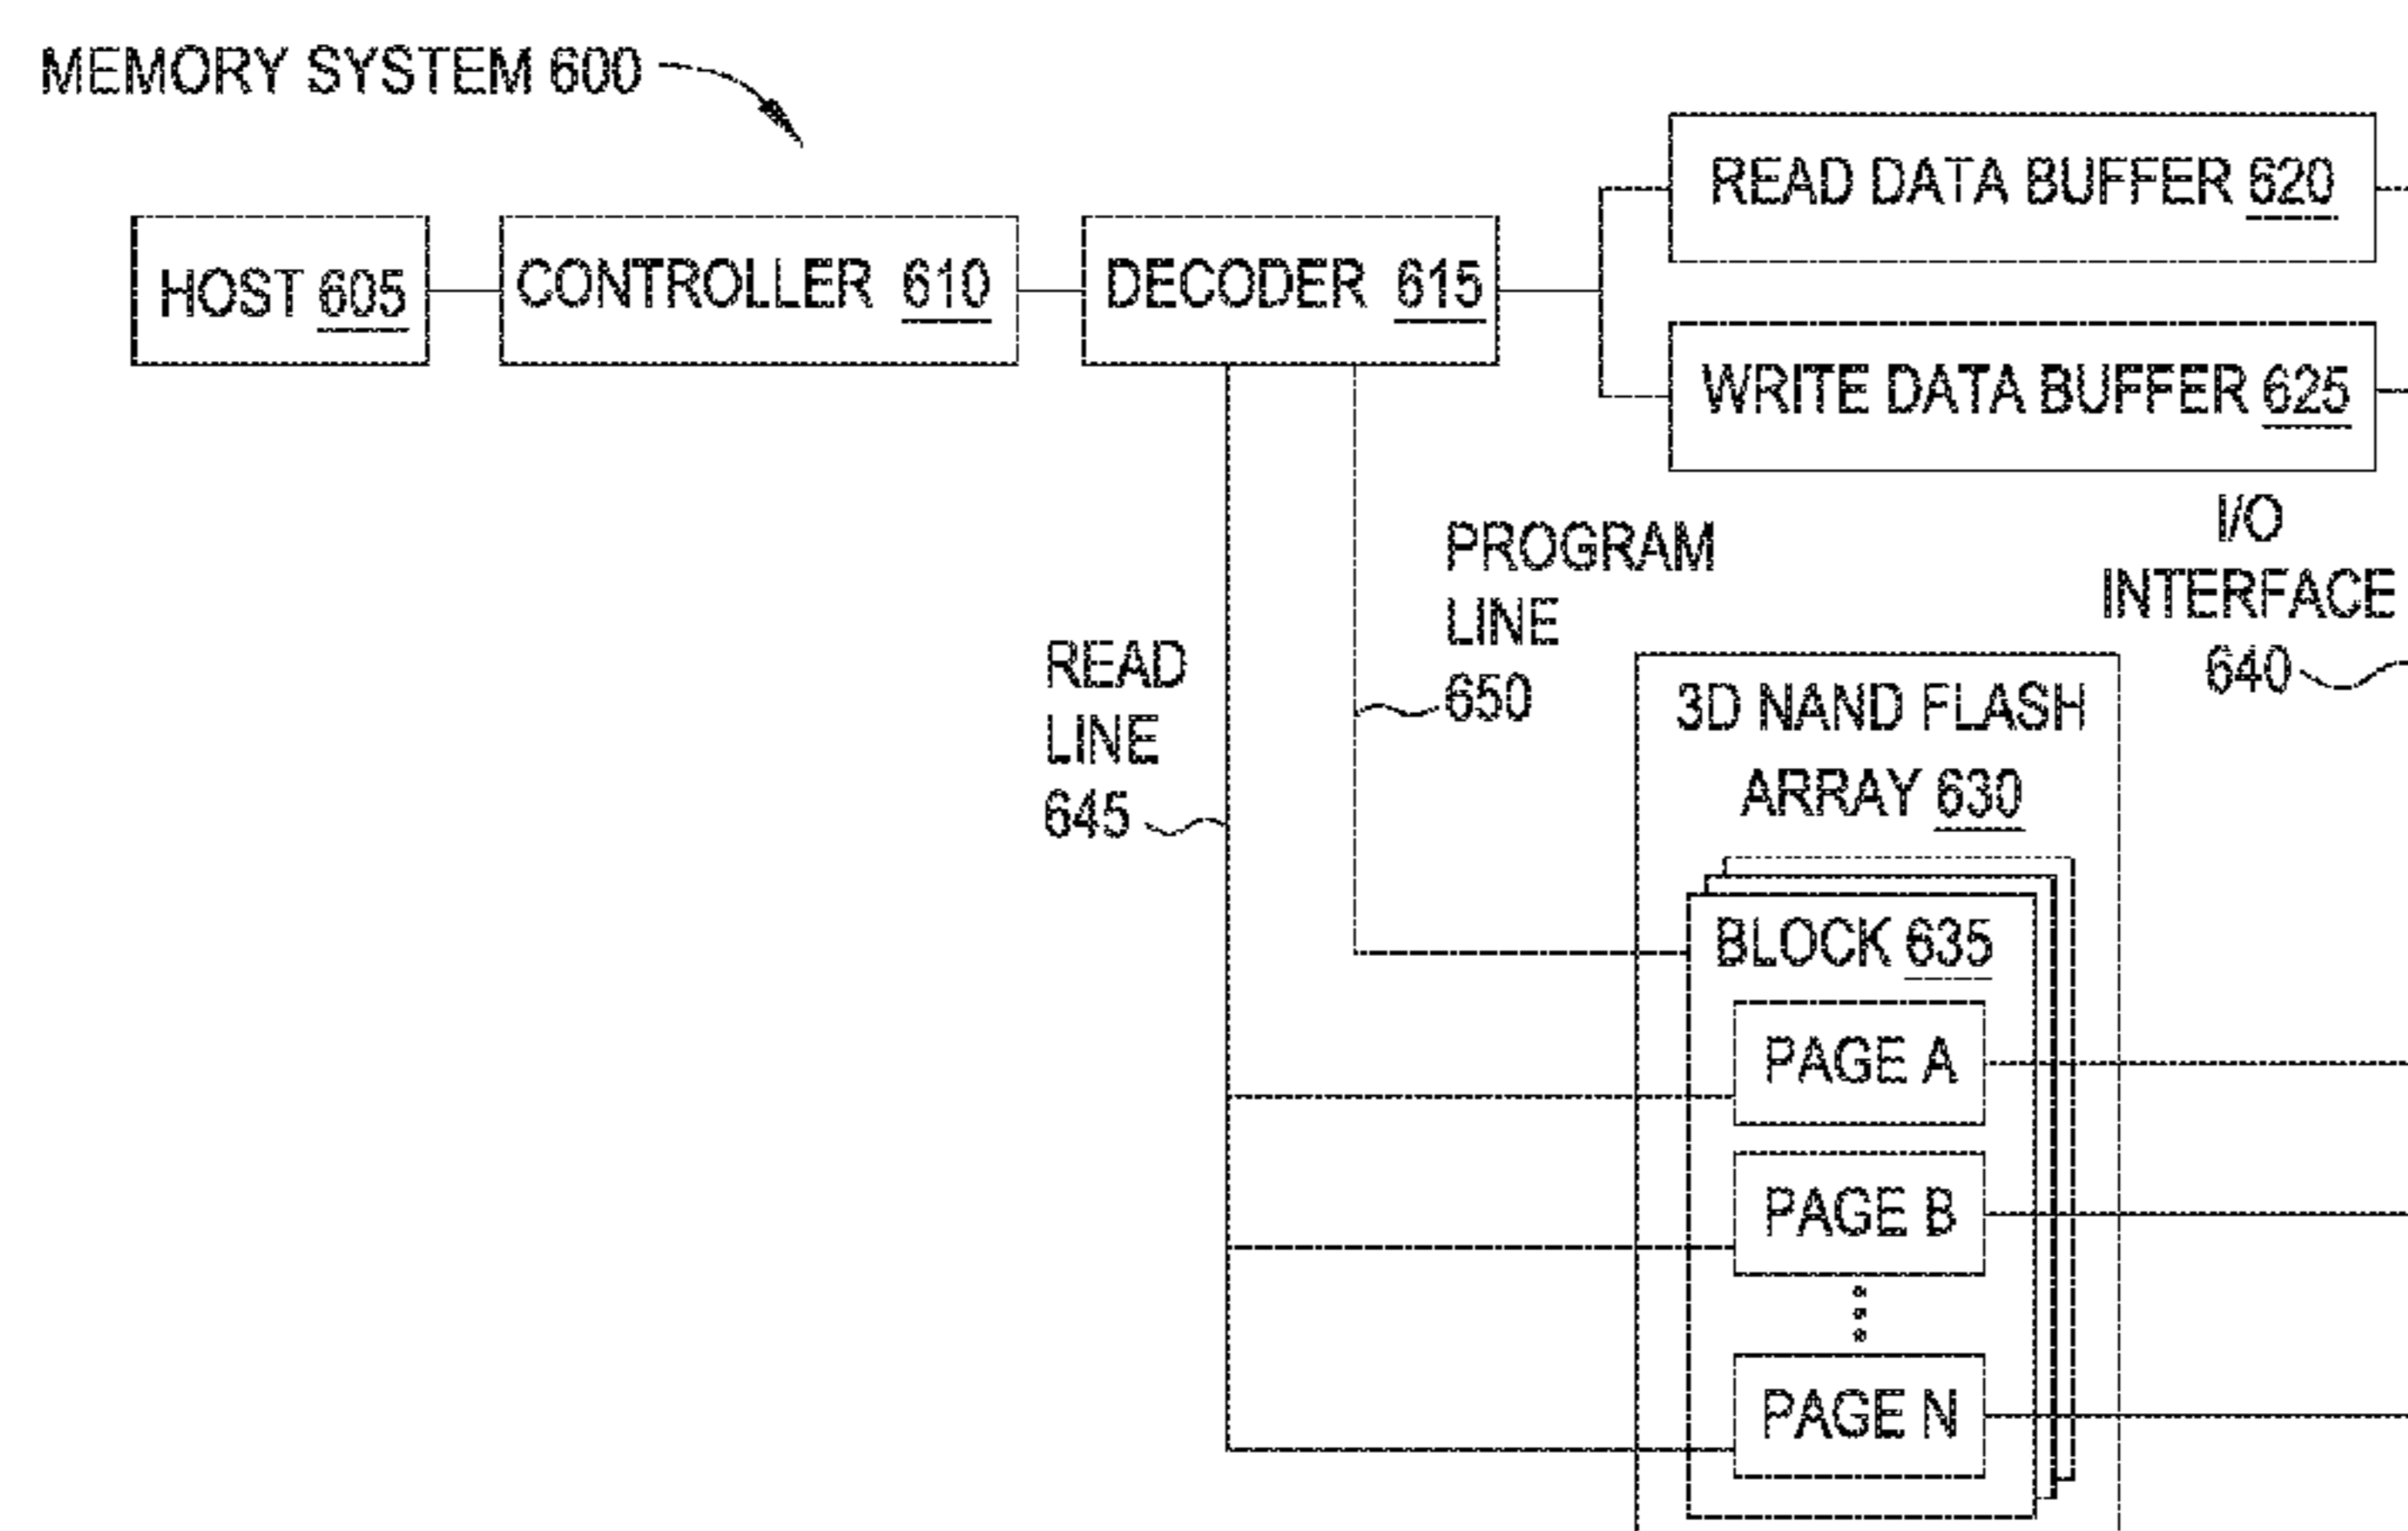 MEMORY SYSTEM 600
HOST 605
CONTROLLER 610
DECODER 615
READ DATA BUFFER 620
WRITE DATA BUFFER 625
I/O
INTERFACE
640
PROGRAM
LINE
650
READ
LINE
645
3D NAND FLASH
ARRAY 630
BLOCK 635
PAGE A
PAGE B
PAGE N